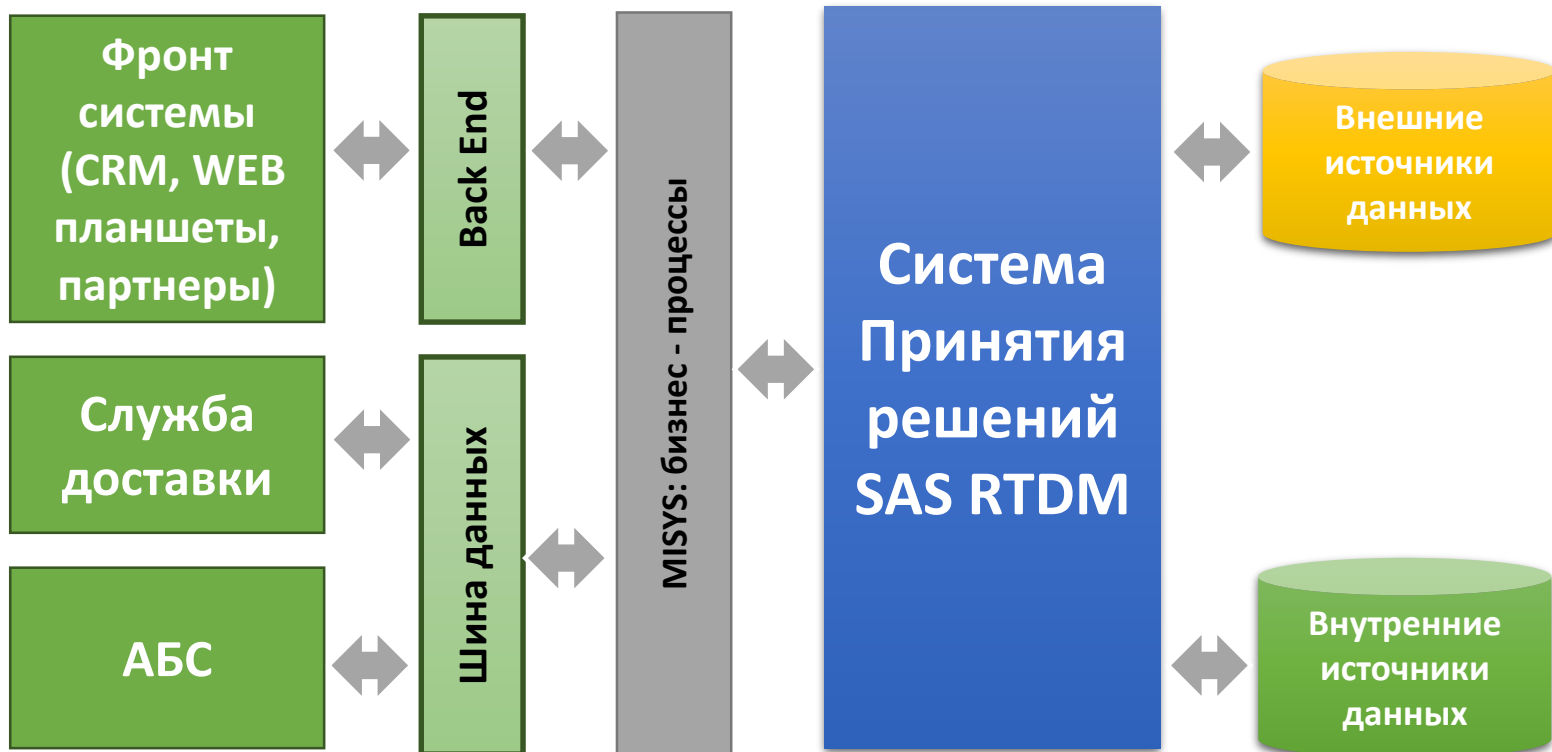 Фронт
системы
(CRM, WEB
планшеты,
партнеры)
Back End
Служба
доставки
АБС
Шина данных
MISYS: бизнес - процессы
Система
Принятия
решений
SAS RTDM
Внешние
источники
данных
Внутренние
источники
данных